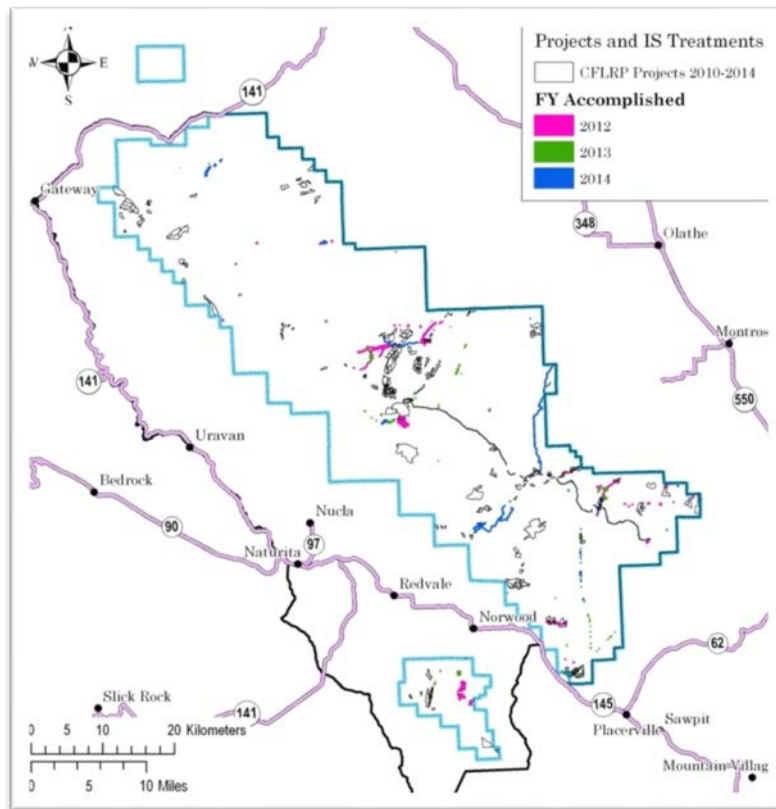 Projects and IS Treatments
CFLRP Projects 2010-2014
FY Accomplished
2012
2013
2014
N
W
E
S
141
Gateway
348
Olathe
Montros
550
141
Uravan
Bedrock
90
Nucla
97
Naturita
Redvale
Norwood
62
Slick Rock
141
145
Placerville
Sawpit
Mountain Villag
0 10 20 Kilometers
0 5 10 Miles